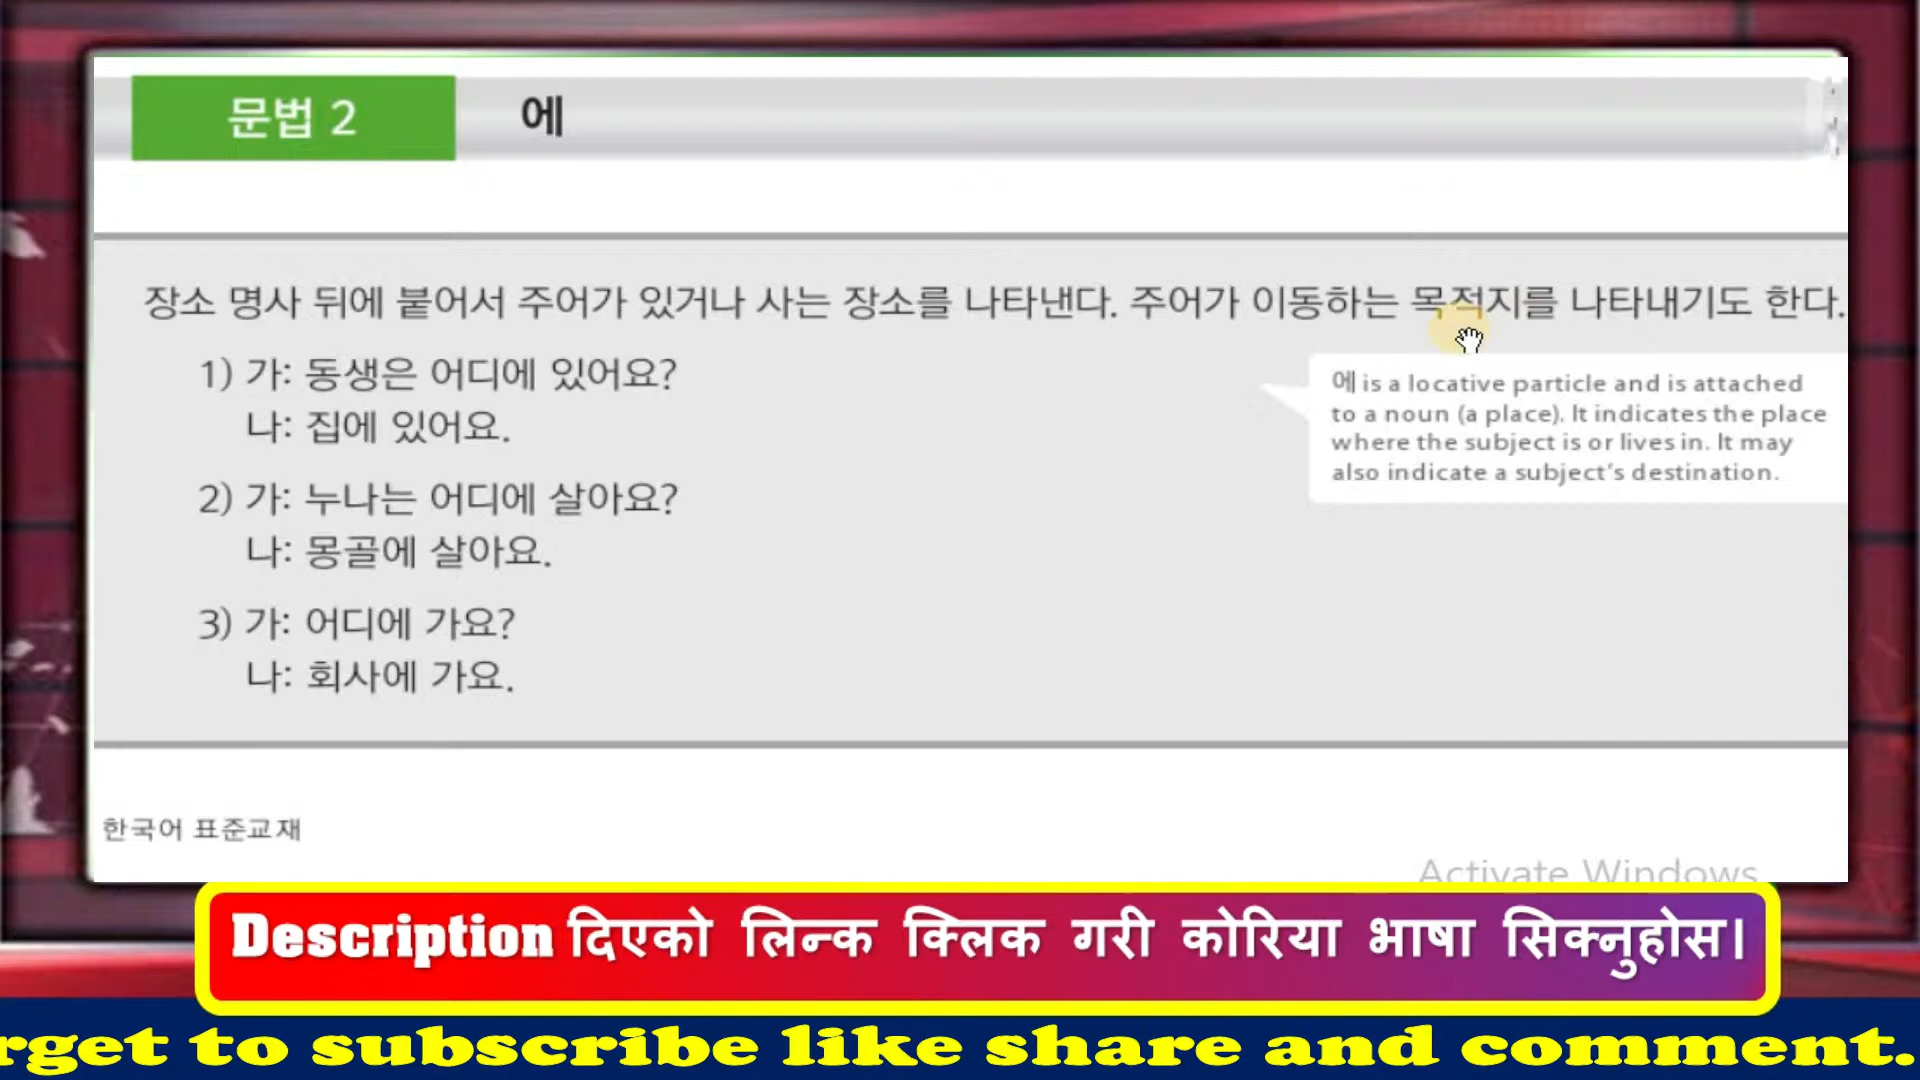 문법 2
에
장소 명사 뒤에 붙어서 주어가 있거나 사는 장소를 나타낸다. 주어가 이동하는 목적지를 나타내기도 한다.
1) 가: 동생은 어디에 있어요?
나: 집에 있어요.
2) 가: 누나는 어디에 살아요?
나: 몽골에 살아요.
3) 가: 어디에 가요?
나: 회사에 가요.
에 is a locative particle and is attached
to a noun (a place). It indicates the place
where the subject is or lives in. It may
also indicate a subject's destination.
한국어 표준교재
Activate Windows
Description दिएको लिन्क क्लिक गरी कोरिया भाषा सिक्नुहोस।
rget to subscribe like share and comment.